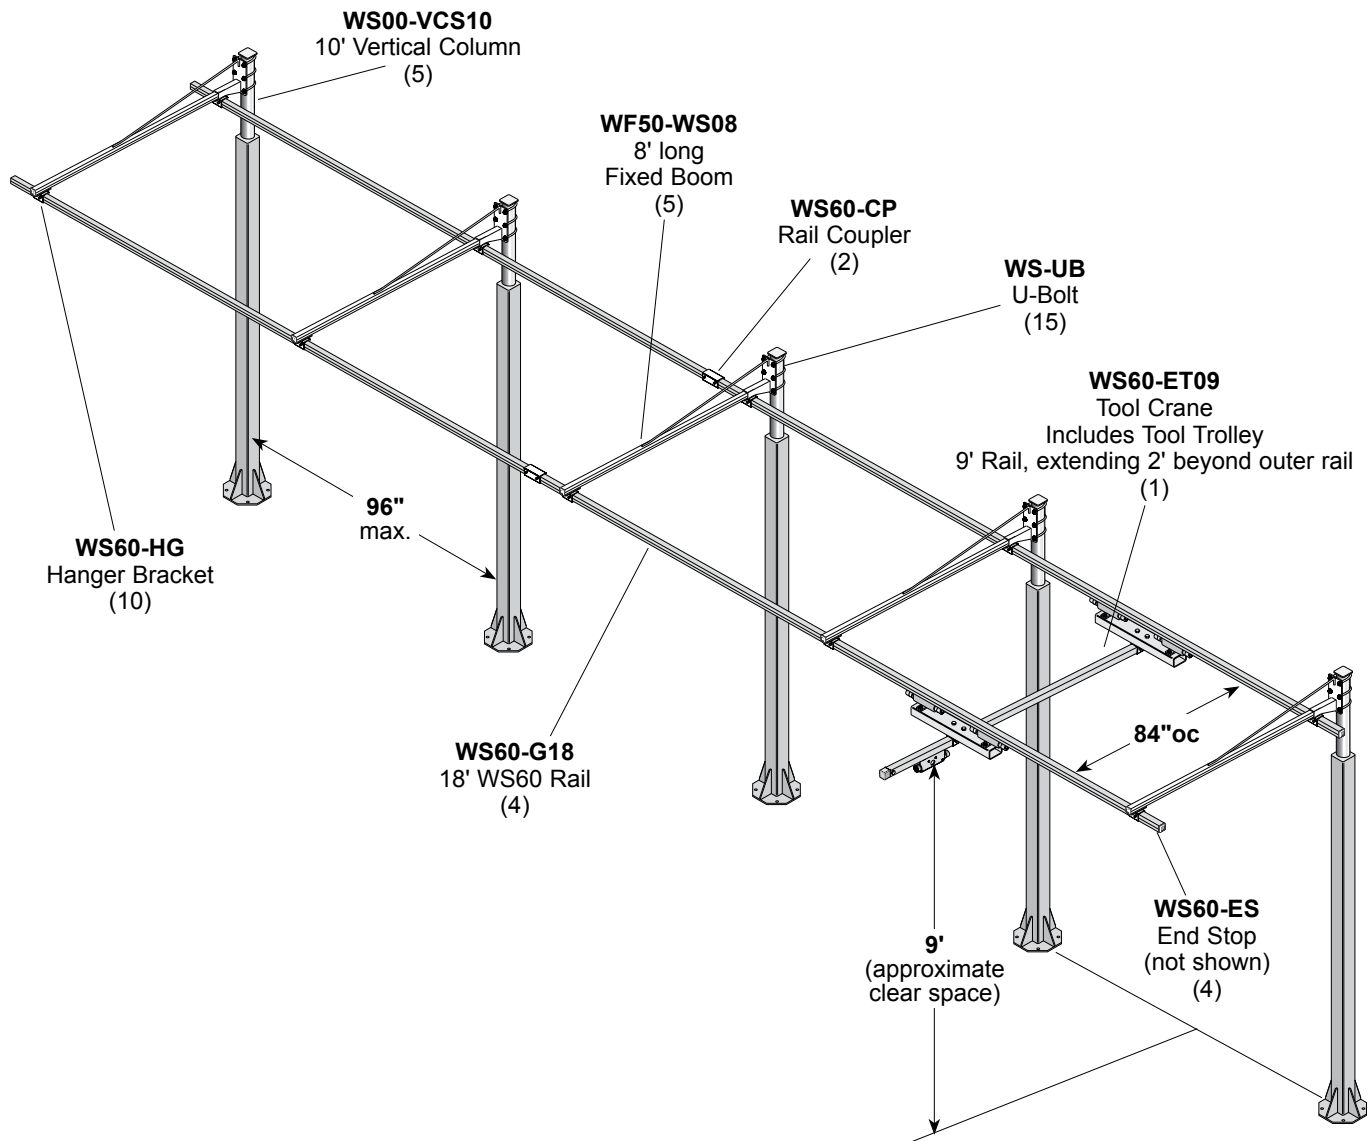 WS00-VCS10
10' Vertical Column
(5)
WF50-WS08
8' long
Fixed Boom
(5)
WS60-CP
Rail Coupler
(2)
WS-UB
U-Bolt
(15)
WS60-ET09
Tool Crane
Includes Tool Trolley
9' Rail, extending 2' beyond outer rail
(1)
96"
max.
WS60-HG
Hanger Bracket
(10)
84"oc
WS60-G18
18' WS60 Rail
(4)
WS60-ES
End Stop
(not shown)
(4)
9'
(approximate
clear space)